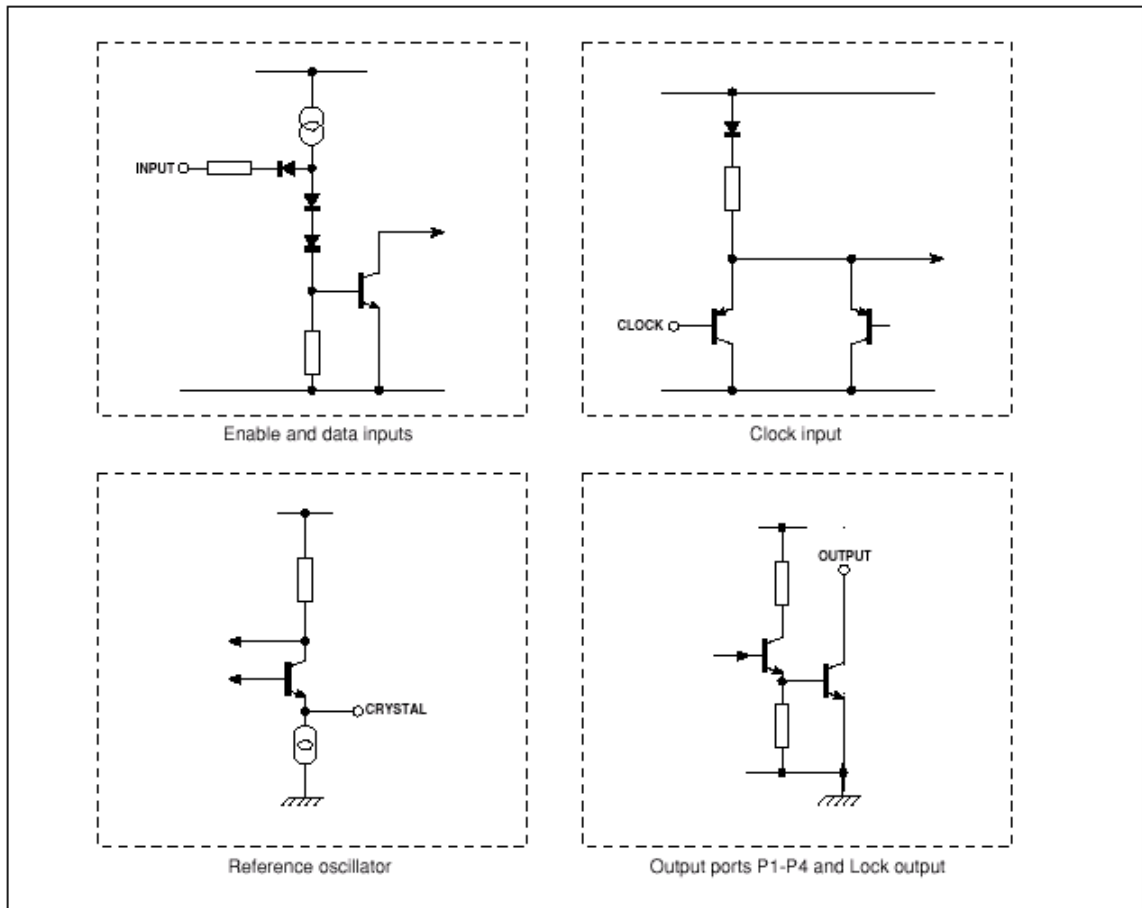 INPUT
Enable and data inputs
CLOCK
Clock input
CRYSTAL
Reference oscillator
OUTPUT
Output ports P1-P4 and Lock output